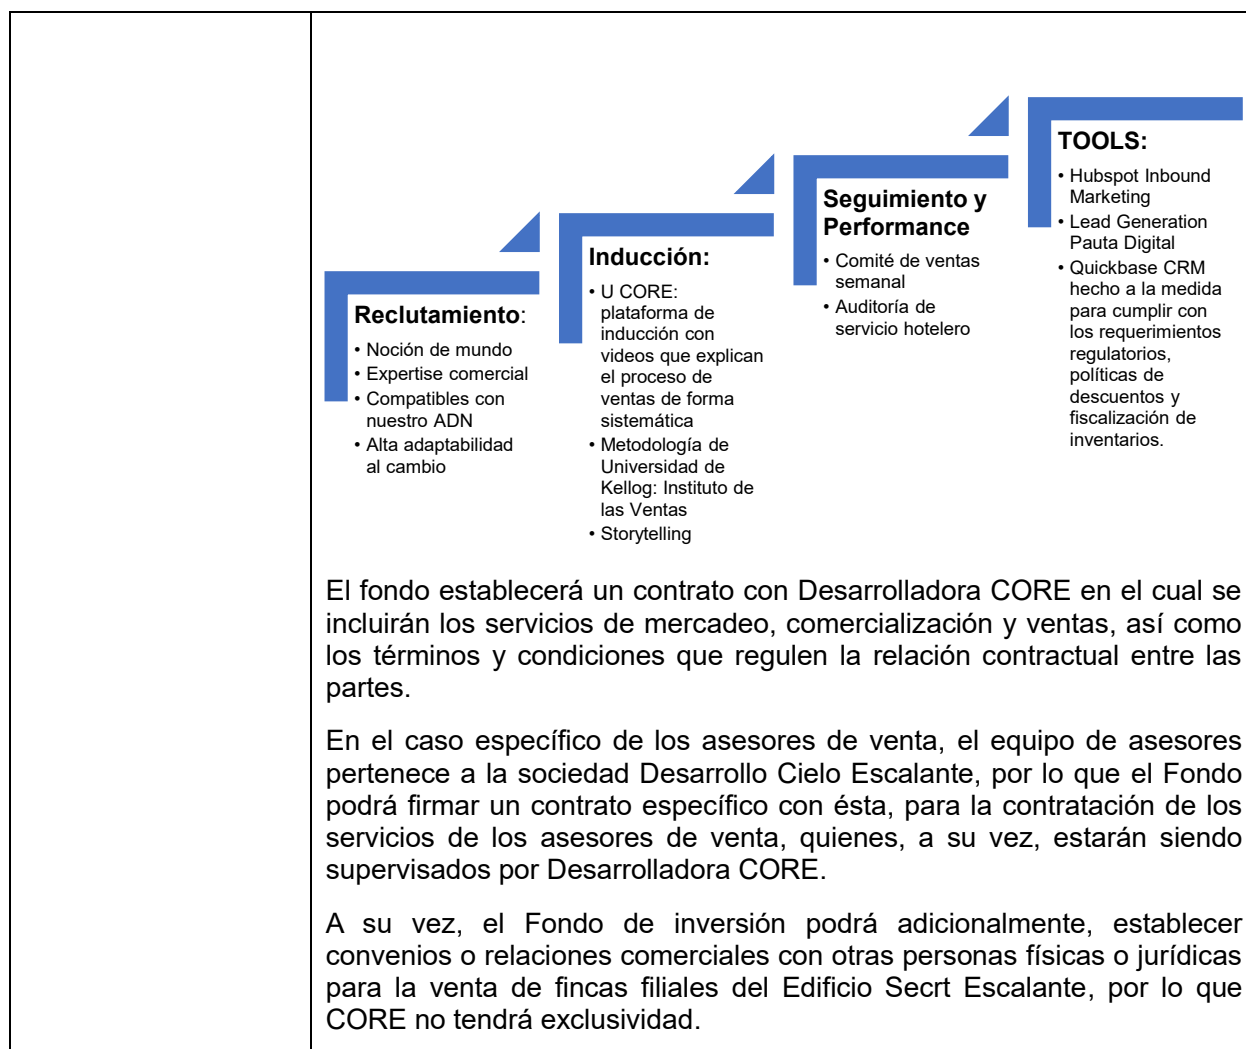 Reclutamiento:
• Noción de mundo
• Expertise comercial
• Compatibles con
nuestro ADN
• Alta adaptabilidad
al cambio
Inducción:
• U CORE:
plataforma de
inducción con
videos que explican
el proceso de
ventas de forma
sistemática
• Metodología de
Universidad de
Kellog: Instituto de
las Ventas
• Storytelling
Seguimiento y
Performance
• Comité de ventas
semanal
• Auditoría de
servicio hotelero
TOOLS:
• Hubspot Inbound
Marketing
• Lead Generation
Pauta Digital
• Quickbase CRM
hecho a la medida
para cumplir con
los requerimientos
regulatorios,
políticas de
descuentos y
fiscalización de
inventarios.
El fondo establecerá un contrato con Desarrolladora CORE en el cual se
incluirán los servicios de mercadeo, comercialización y ventas, así como
los términos y condiciones que regulen la relación contractual entre las
partes.
En el caso específico de los asesores de venta, el equipo de asesores
pertenece a la sociedad Desarrollo Cielo Escalante, por lo que el Fondo
podrá firmar un contrato específico con ésta, para la contratación de los
servicios de los asesores de venta, quienes, a su vez, estarán siendo
supervisados por Desarrolladora CORE.
A su vez, el Fondo de inversión podrá adicionalmente, establecer
convenios o relaciones comerciales con otras personas físicas o jurídicas
para la venta de fincas filiales del Edificio Secrt Escalante, por lo que
CORE no tendrá exclusividad.